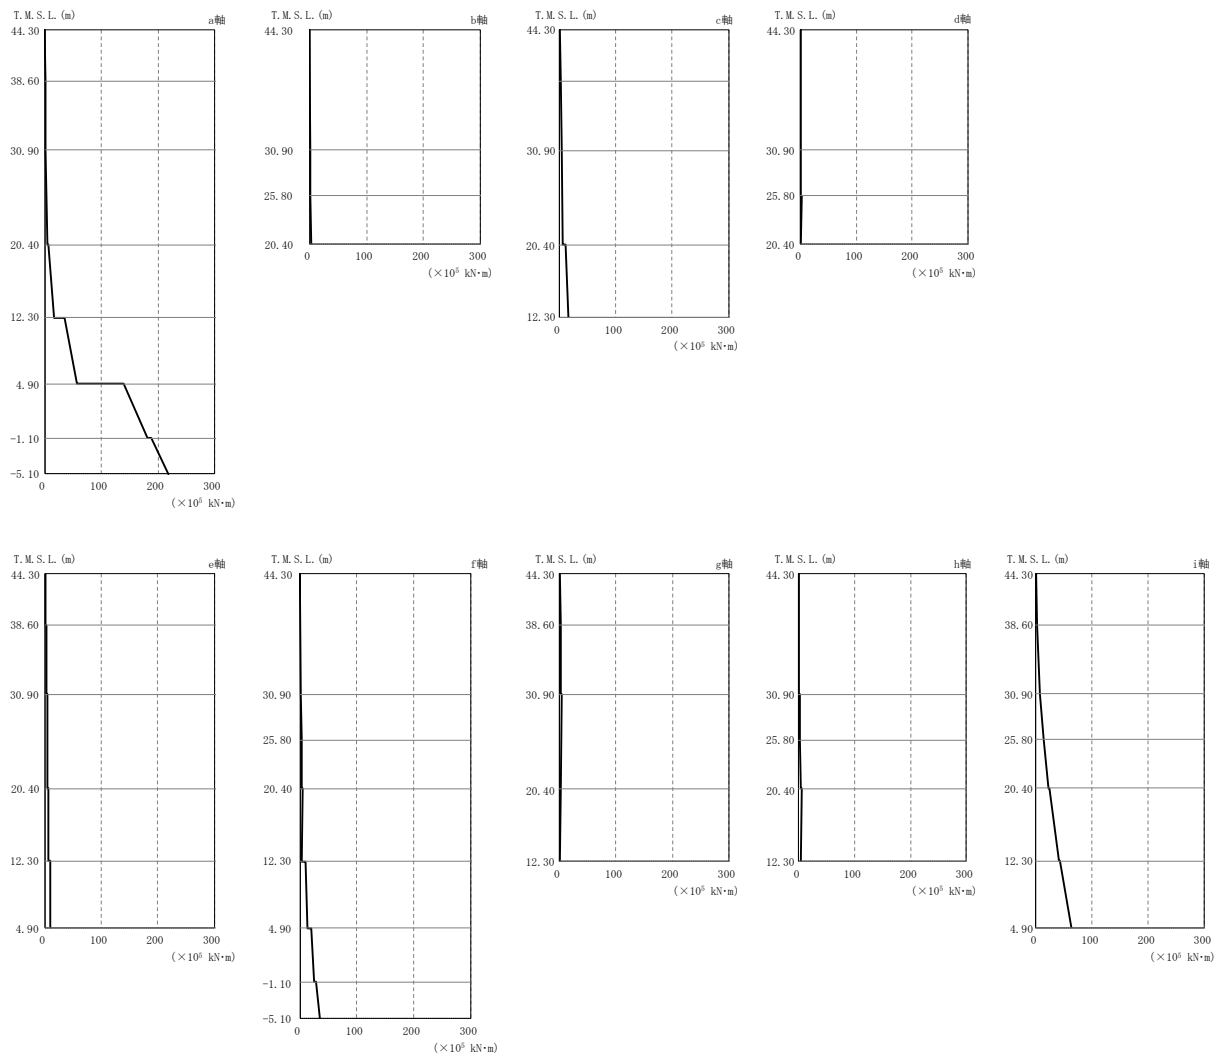 T.M.S.L.(m) a軸
44.30
38.60
30.90
20.40
12.30
4.90
-1.10
-5.10
0 100 200 300
(×10⁵ kN·m)
T.M.S.L.(m) b軸
44.30
30.90
25.80
20.40
0 100 200 300
(×10⁵ kN·m)
T.M.S.L.(m) c軸
44.30
30.90
20.40
12.30
0 100 200 300
(×10⁵ kN·m)
T.M.S.L.(m) d軸
44.30
30.90
25.80
20.40
0 100 200 300
(×10⁵ kN·m)
T.M.S.L.(m) e軸
44.30
38.60
30.90
20.40
12.30
4.90
0 100 200 300
(×10⁵ kN·m)
T.M.S.L.(m) f軸
44.30
30.90
25.80
20.40
12.30
4.90
-1.10
-5.10
0 100 200 300
(×10⁵ kN·m)
T.M.S.L.(m) g軸
44.30
38.60
30.90
20.40
12.30
0 100 200 300
(×10⁵ kN·m)
T.M.S.L.(m) h軸
44.30
30.90
25.80
20.40
12.30
0 100 200 300
(×10⁵ kN·m)
T.M.S.L.(m) i軸
44.30
38.60
30.90
25.80
20.40
12.30
4.90
0 100 200 300
(×10⁵ kN·m)